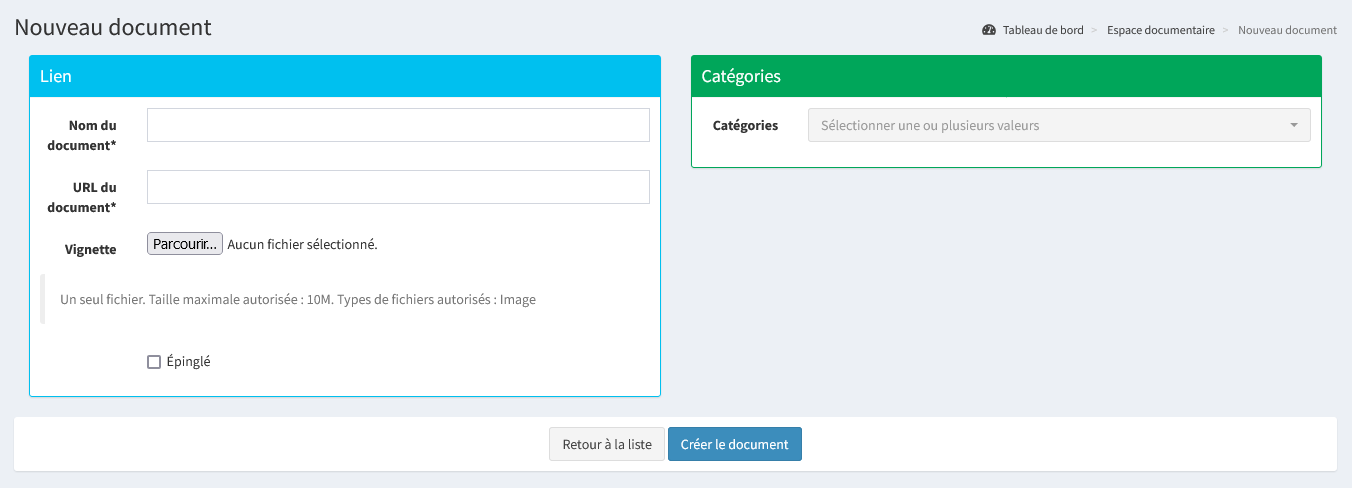 Nouveau document
Tableau de bord > Espace documentaire > Nouveau document
Lien
Nom du
document*
URL du
document*
Vignette
Parcourir... Aucun fichier sélectionné.
Un seul fichier. Taille maximale autorisée : 10M. Types de fichiers autorisés : Image
Épinglé
Catégories
Catégories
Sélectionner une ou plusieurs valeurs
Retour à la liste
Créer le document